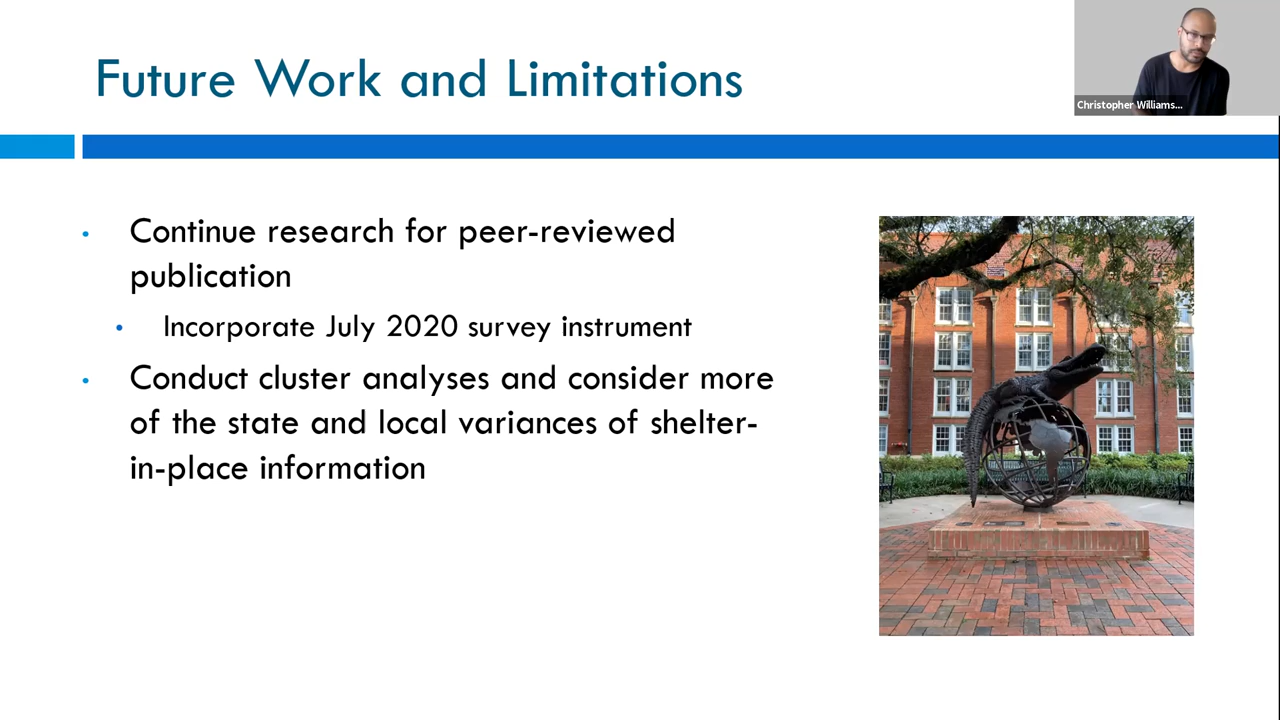 Future Work and Limitations
Christopher Williams...
• Continue research for peer-reviewed
publication
• Incorporate July 2020 survey instrument
• Conduct cluster analyses and consider more
of the state and local variances of shelter-
in-place information